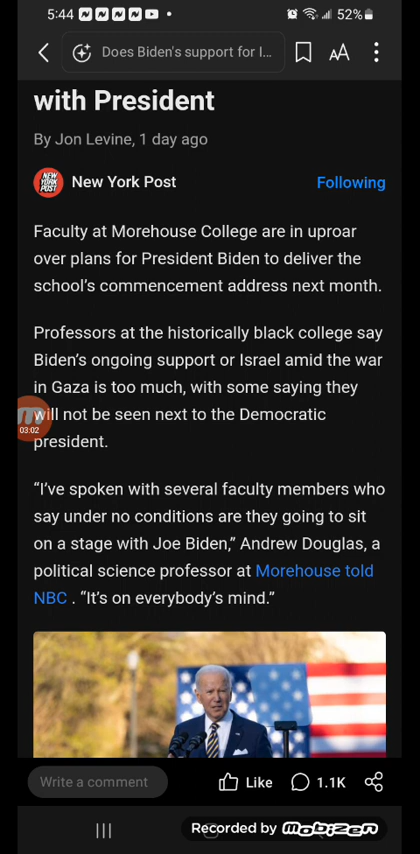 5:44
52%
Does Biden's support for I...
AA
with President
By Jon Levine, 1 day ago
NEW YORK POST
New York Post
Following
Faculty at Morehouse College are in uproar
over plans for President Biden to deliver the
school's commencement address next month.
Professors at the historically black college say
Biden's ongoing support or Israel amid the war
in Gaza is too much, with some saying they
will not be seen next to the Democratic
03:02
president.
“I've spoken with several faculty members who
say under no conditions are they going to sit
on a stage with Joe Biden,” Andrew Douglas, a
political science professor at Morehouse told
NBC . “It's on everybody's mind.”
Write a comment
Like
1.1K
Recorded by mobizen